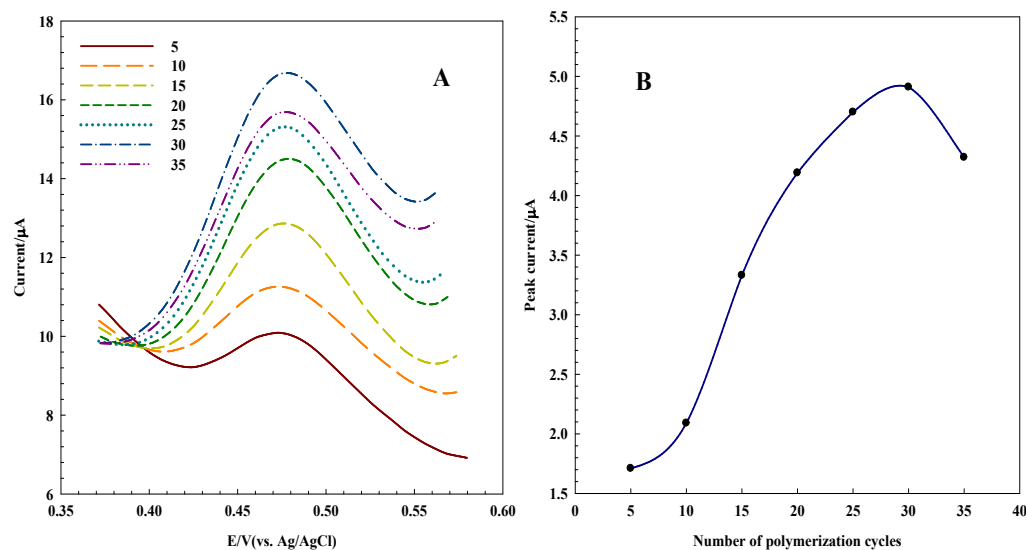 18
16
14
12
10
8
6
Current/µA
5
10
15
20
25
30
35
A
0.35 0.40 0.45 0.50 0.55 0.60
E/V(vs. Ag/AgCl)
5.5
5.0
4.5
4.0
3.5
3.0
2.5
2.0
1.5
Peak current/µA
B
0 5 10 15 20 25 30 35 40
Number of polymerization cycles